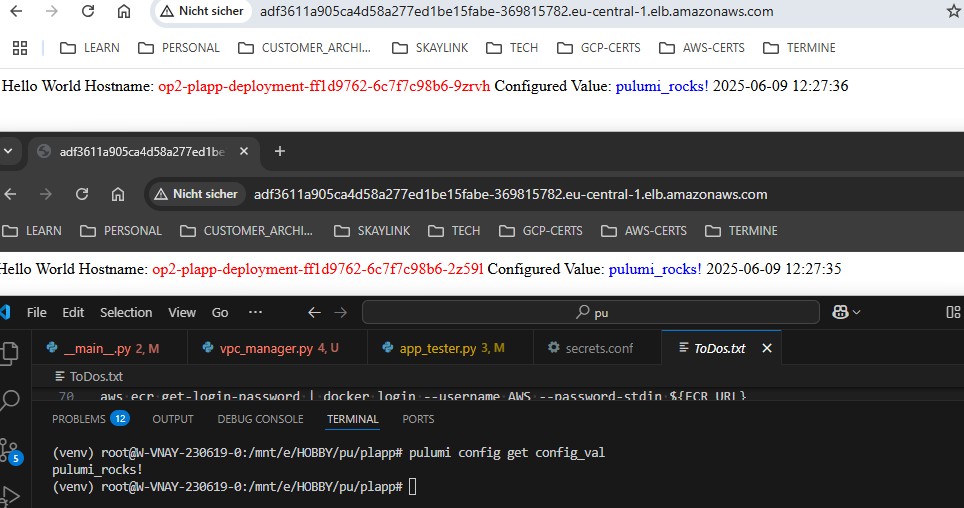 Nicht sicher adf3611a905ca4d58a277ed1be15fabe-369815782.eu-central-1.elb.amazonaws.com
LEARN PERSONAL CUSTOMER_ARCHI... SKAYLINK TECH GCP-CERTS AWS-CERTS TERMINE
Hello World Hostname: op2-plapp-deployment-ff1d9762-6c7f7c98b6-9zrvh Configured Value: pulumi_rocks! 2025-06-09 12:27:36
adf3611a905ca4d58a277ed1be
Nicht sicher adf3611a905ca4d58a277ed1be15fabe-369815782.eu-central-1.elb.amazonaws.com
LEARN PERSONAL CUSTOMER_ARCHI... SKAYLINK TECH GCP-CERTS AWS-CERTS TERMINE
Hello World Hostname: op2-plapp-deployment-ff1d9762-6c7f7c98b6-2z59l Configured Value: pulumi_rocks! 2025-06-09 12:27:35
File Edit Selection View Go ··· pu
__main__.py 2, M vpc_manager.py 4, U app_tester.py 3, M secrets.conf ToDos.txt
ToDos.txt
70 aws ecr get-login-password | docker login --username AWS --password-stdin ${ECR_URL}
PROBLEMS 12 OUTPUT DEBUG CONSOLE TERMINAL PORTS
(venv) root@W-VNAY-230619-0:/mnt/e/HOBBY/pu/plapp# pulumi config get config_val
pulumi_rocks!
5
(venv) root@W-VNAY-230619-0:/mnt/e/HOBBY/pu/plapp#